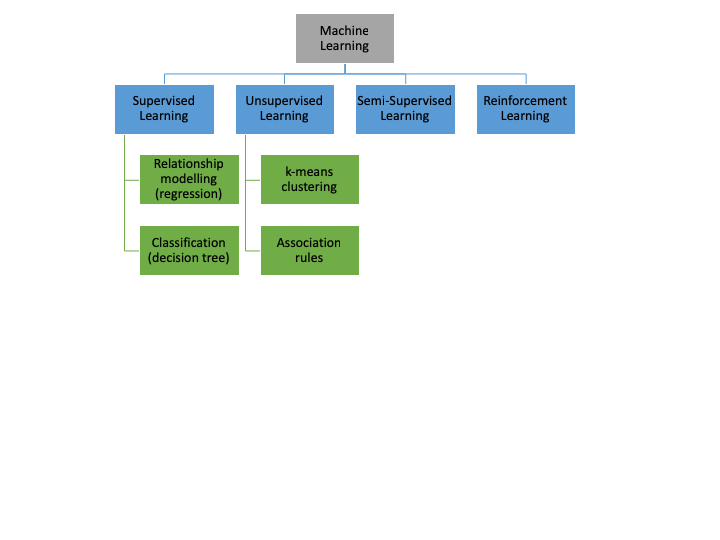 Machine
Learning
Supervised
Learning
Unsupervised
Learning
Semi-Supervised
Learning
Reinforcement
Learning
Relationship
modelling
(regression)
k-means
clustering
Classification
(decision tree)
Association
rules